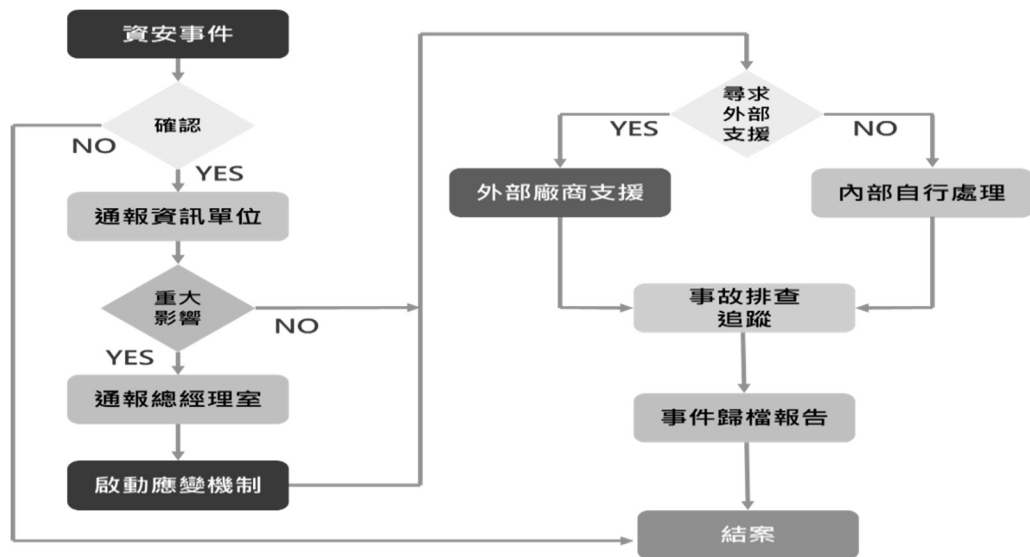 資安事件
確認
NO
YES
通報資訊單位
重大
影響
NO
YES
通報總經理室
啟動應變機制
尋求
外部
支援
YES
NO
外部廠商支援
內部自行處理
事故排查
追蹤
事件歸檔報告
結案